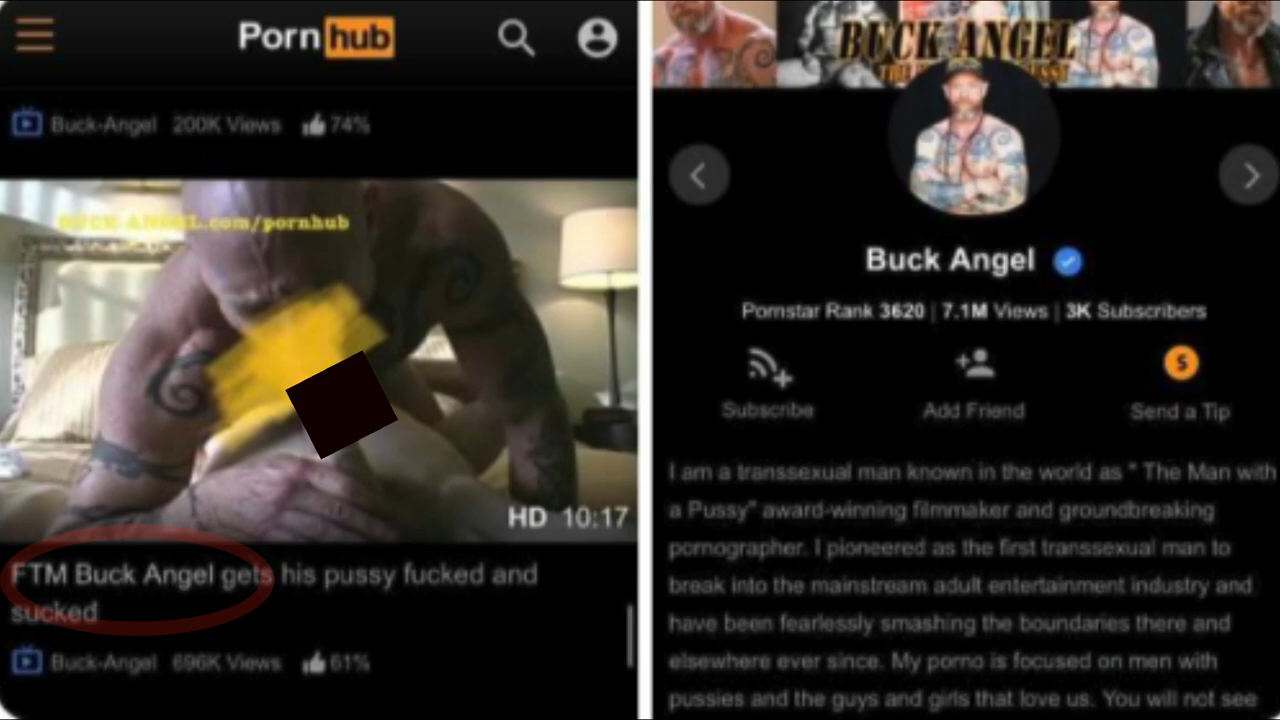 Porn hub
Buck-Angel 200K Views 74%
BUCK ANGEL.com/pornhub
HD 10:17
FTM Buck Angel gets his pussy fucked and
sucked
Buck-Angel 696K Views 61%
BUCK ANGEL
Buck Angel
Pornstar Rank 3620 | 7.1M Views | 3K Subscribers
Subscribe Add Friend Send a Tip
I am a transsexual man known in the world as " The Man with
a Pussy" award-winning filmmaker and groundbreaking
pornographer. I pioneered as the first transsexual man to
break into the mainstream adult entertainment industry and
have been fearlessly smashing the boundaries there and
elsewhere ever since. My porno is focused on men with
pussies and the guys and girls that love us. You will not see